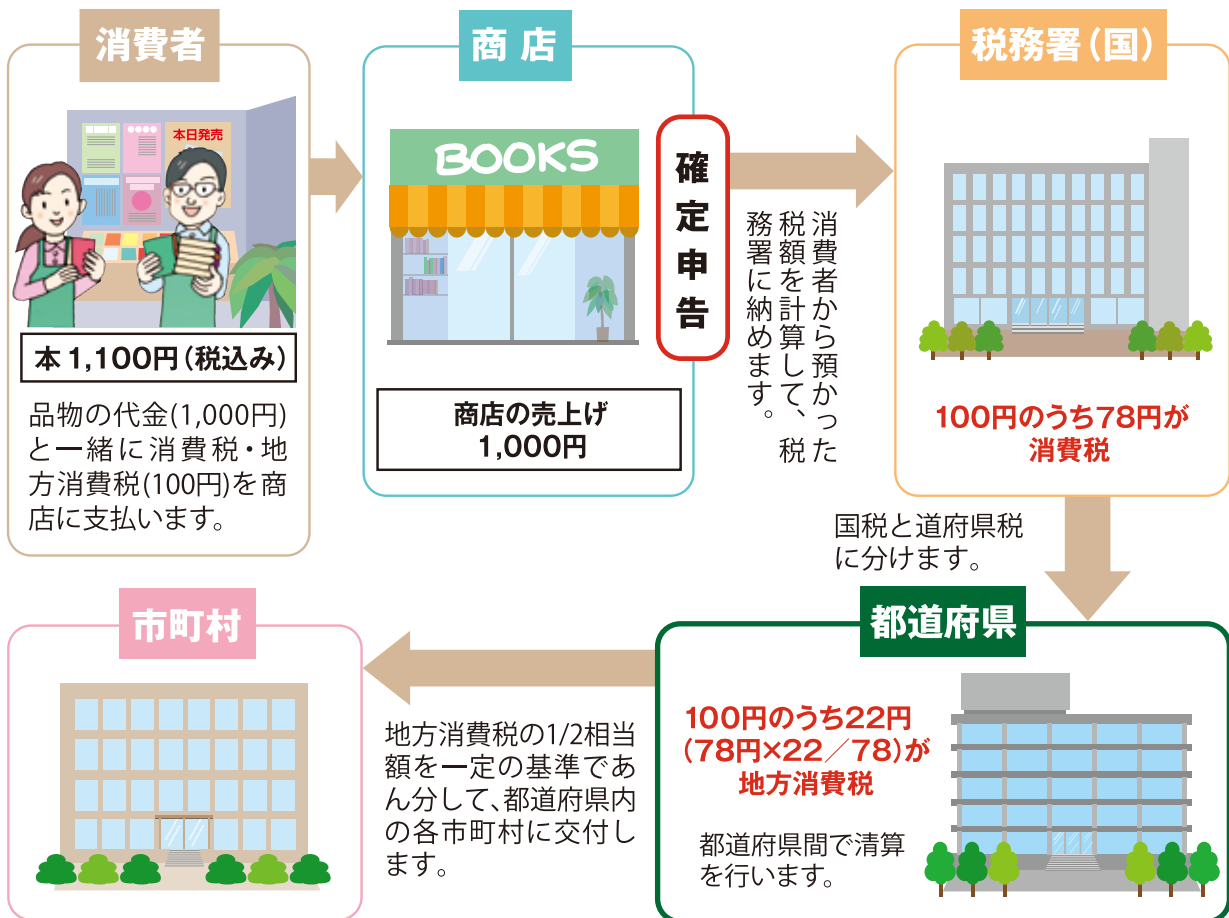 消費者
本日発売
本 1,100円（税込み）
品物の代金(1,000円)
と一緒に消費税・地
方消費税(100円)を商
店に支払います。
商店
BOOKS
商店の売上げ
1,000円
確定申告
消費者から預かった
税額を計算して、税
務署に納めます。
税務署（国）
100円のうち78円が
消費税
国税と道府県税
に分けます。
都道府県
100円のうち22円
（78円×22／78）が
地方消費税
都道府県間で清算
を行います。
地方消費税の1/2相当
額を一定の基準であ
ん分して、都道府県内
の各市町村に交付し
ます。
市町村